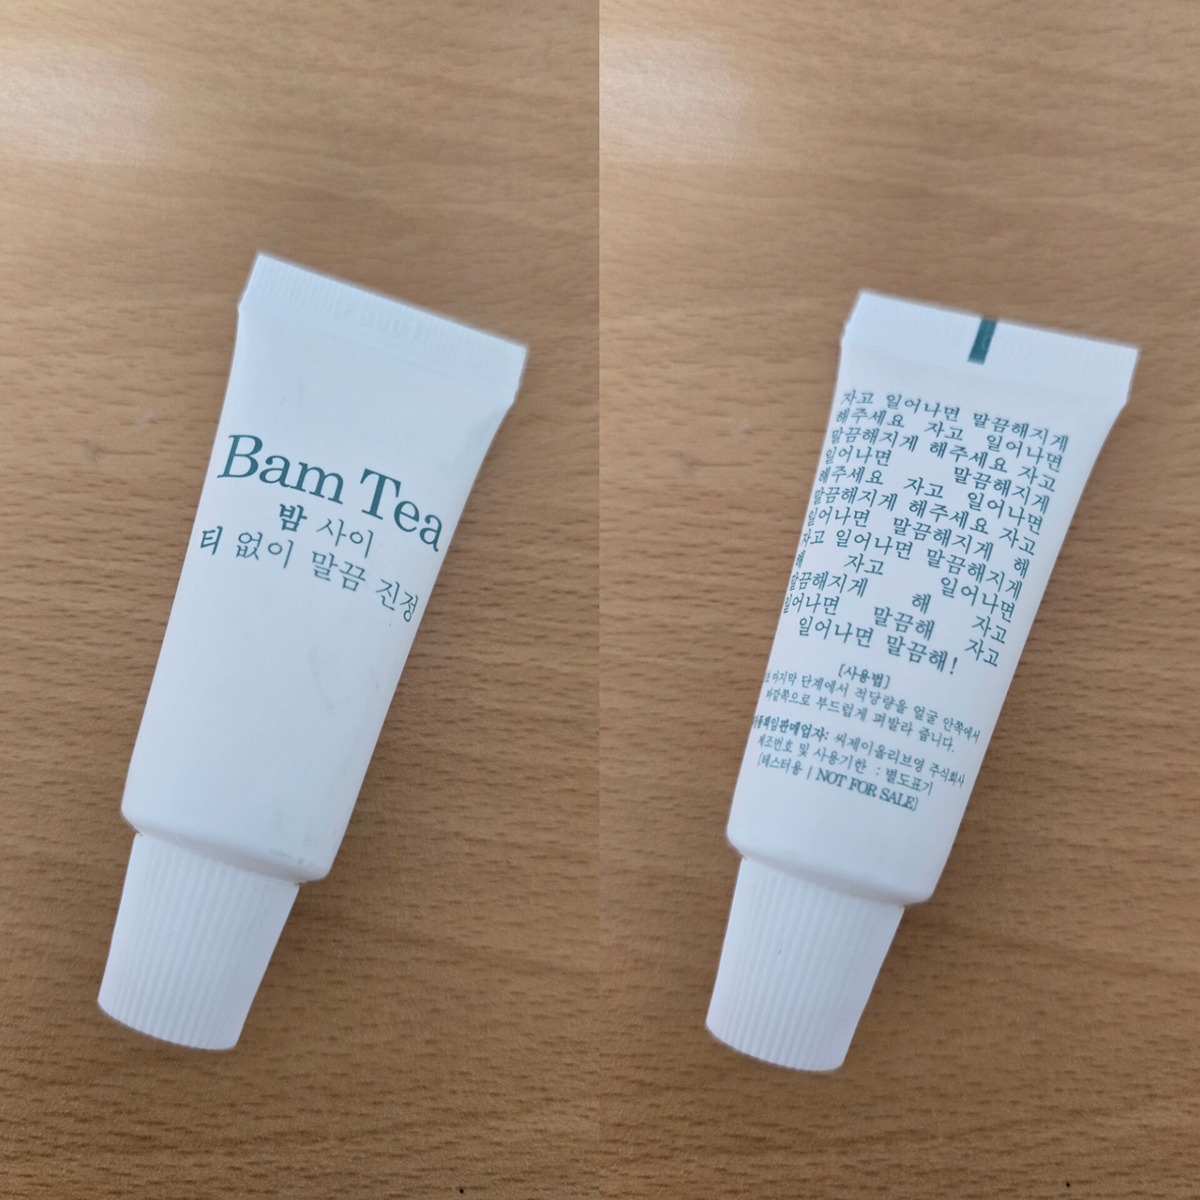 Bam Tea
밤 사이
티 없이 말끔 진정
자고 일어나면 말끔해지게
해주세요 자고 일어나면
말끔해지게 해주세요 자고
일어나면 말끔해지게
해주세요 자고 일어나면
말끔해지게 해주세요 자고
일어나면 말끔해지게 해
자고 일어나면 말끔해지게
해 자고 일어나면
말끔해지게 해 자고
일어나면 말끔해 자고
일어나면 말끔해!
[사용법]
마지막 단계에서 적당량을 얼굴 안쪽에서
바깥쪽으로 부드럽게 펴발라 줍니다.
씨제이올리브영 주식회사
제조번호 및 사용기한 : 별도표기
[테스터용 | NOT FOR SALE]